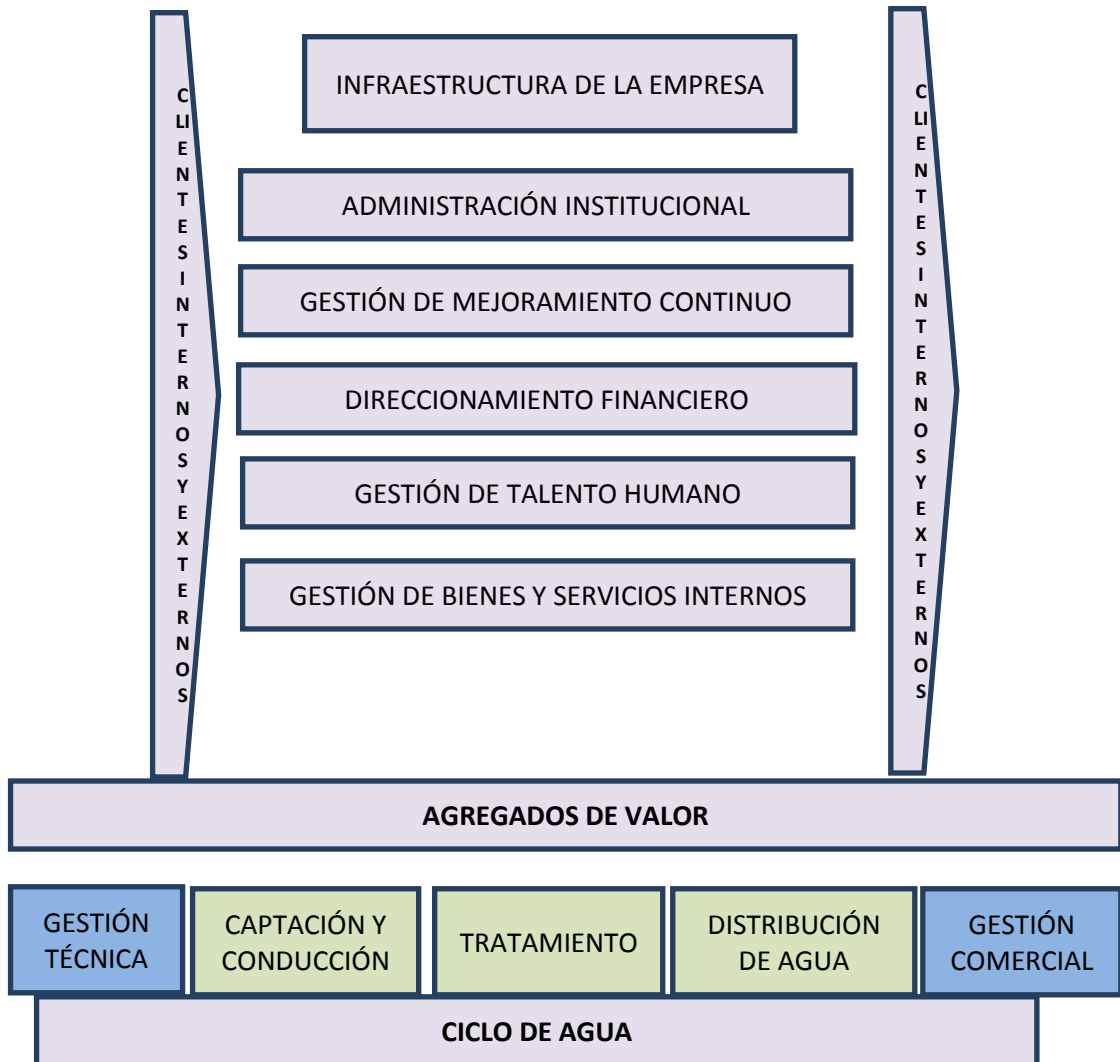 CLIENTES INTERNOS Y EXTERNOS
INFRAESTRUCTURA DE LA EMPRESA
ADMINISTRACIÓN INSTITUCIONAL
GESTIÓN DE MEJORAMIENTO CONTINUO
DIRECCIONAMIENTO FINANCIERO
GESTIÓN DE TALENTO HUMANO
GESTIÓN DE BIENES Y SERVICIOS INTERNOS
CLIENTES INTERNOS Y EXTERNOS
AGREGADOS DE VALOR
GESTIÓN
TÉCNICA
CAPTACIÓN Y
CONDUCCIÓN
TRATAMIENTO
DISTRIBUCIÓN
DE AGUA
GESTIÓN
COMERCIAL
CICLO DE AGUA